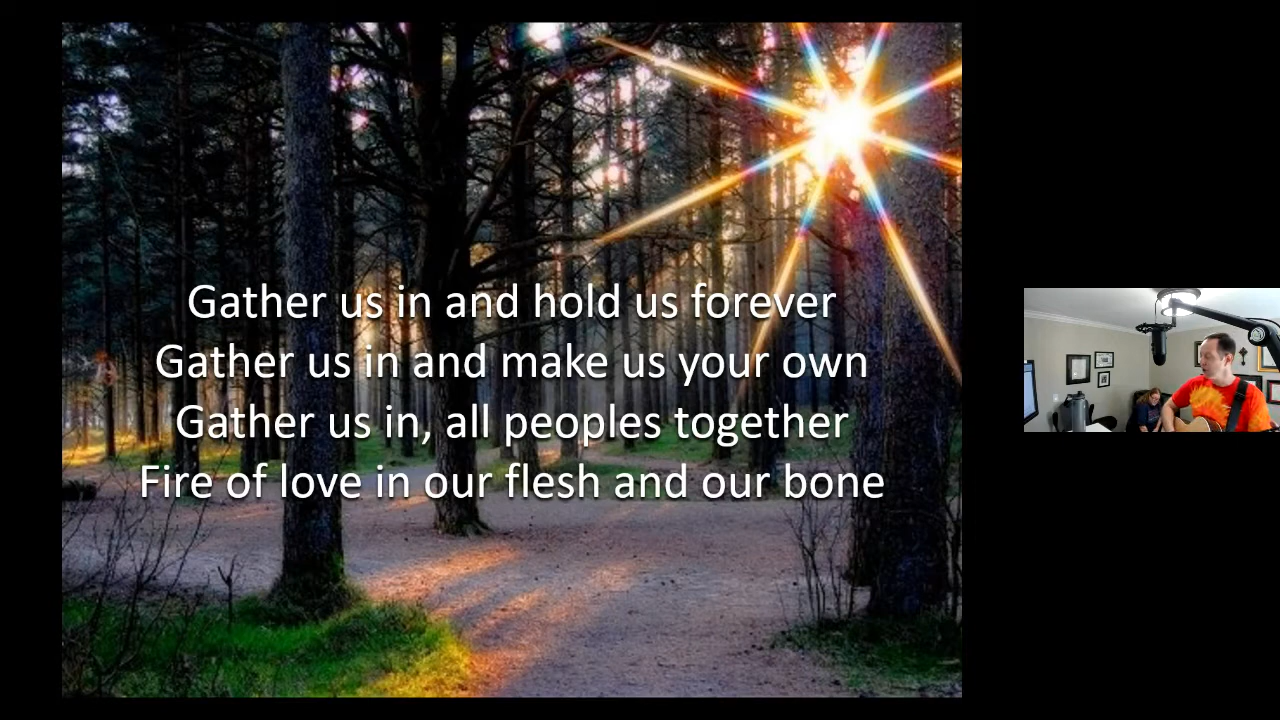 Gather us in and hold us forever
Gather us in and make us your own
Gather us in, all peoples together
Fire of love in our flesh and our bone